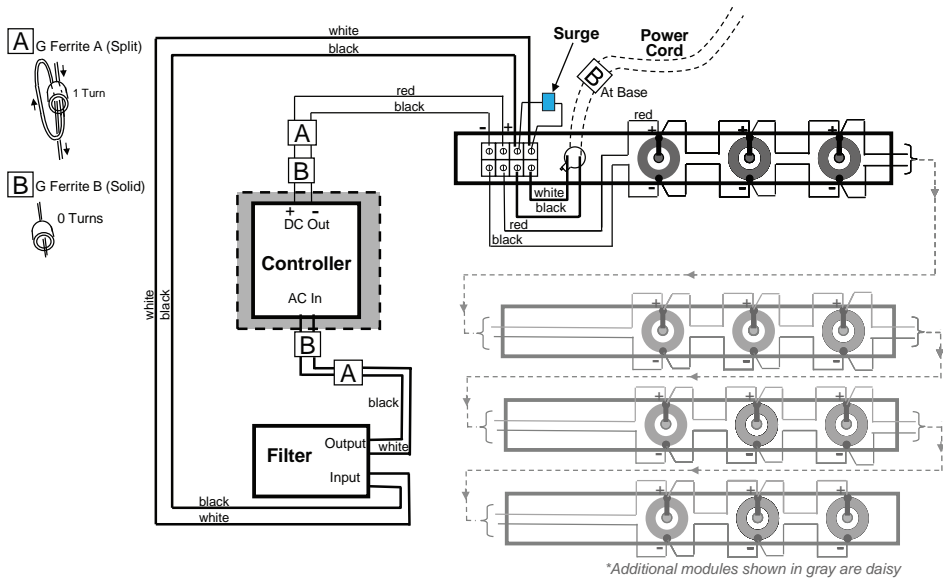 A G Ferrite A (Split)
1 Turn
B G Ferrite B (Solid)
0 Turns
white
black
Surge
Power
Cord
B
At Base
red
black
A
B
- +
red
+ + +
- - -
white
black
red
black
+ -
DC Out
Controller
AC In
B
A
white
black
black
white
Output
Filter
Input
black
white
+ + +
- - -
+ + +
- - -
+ + +
- - -
*Additional modules shown in gray are daisy